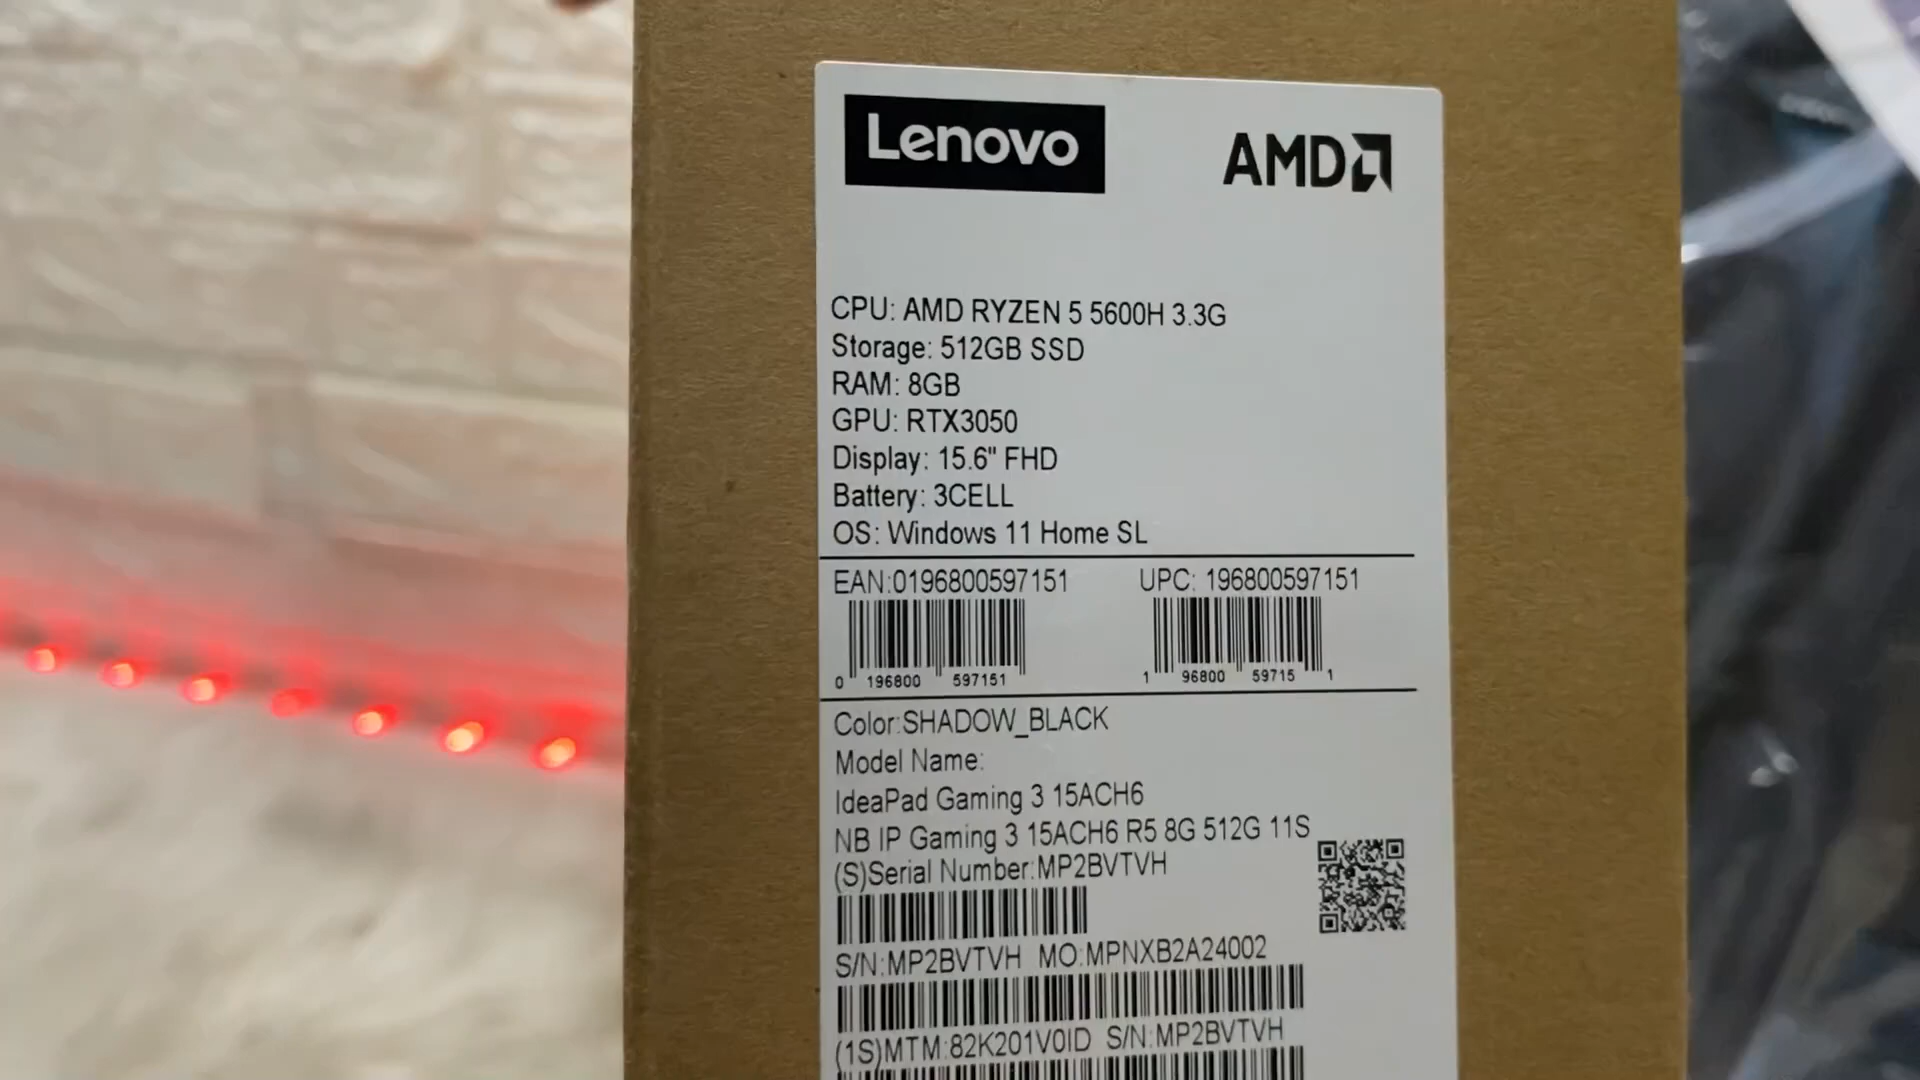 Lenovo
AMD
CPU: AMD RYZEN 5 5600H 3.3G
Storage: 512GB SSD
RAM: 8GB
GPU: RTX3050
Display: 15.6" FHD
Battery: 3CELL
OS: Windows 11 Home SL
EAN:0196800597151 UPC: 196800597151
0 196800 597151 1 96800 59715 1
Color:SHADOW_BLACK
Model Name:
IdeaPad Gaming 3 15ACH6
NB IP Gaming 3 15ACH6 R5 8G 512G 11S
(S)Serial Number:MP2BVTVH
S/N:MP2BVTVH MO:MPNXB2A24002
(1S)MTM:82K201V0ID S/N:MP2BVTVH